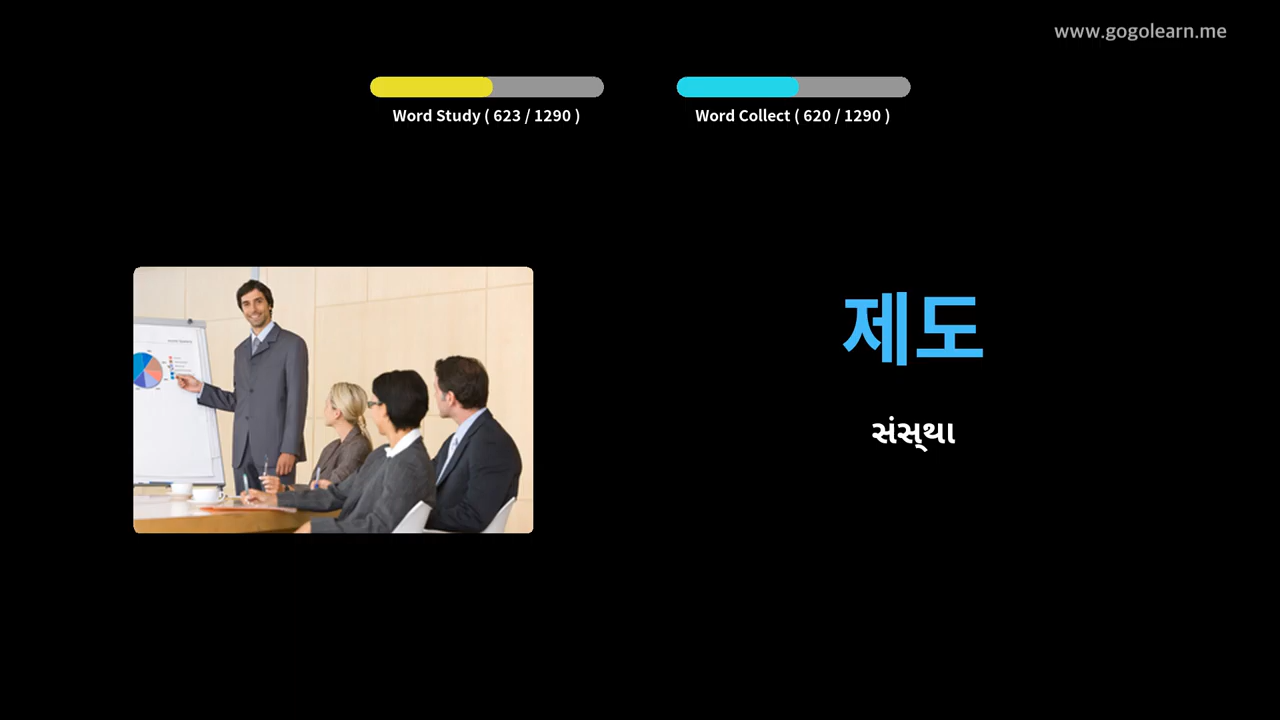 www.gogolearn.me
Word Study ( 623 / 1290 )
Word Collect ( 620 / 1290 )
제도
સંસ્થા